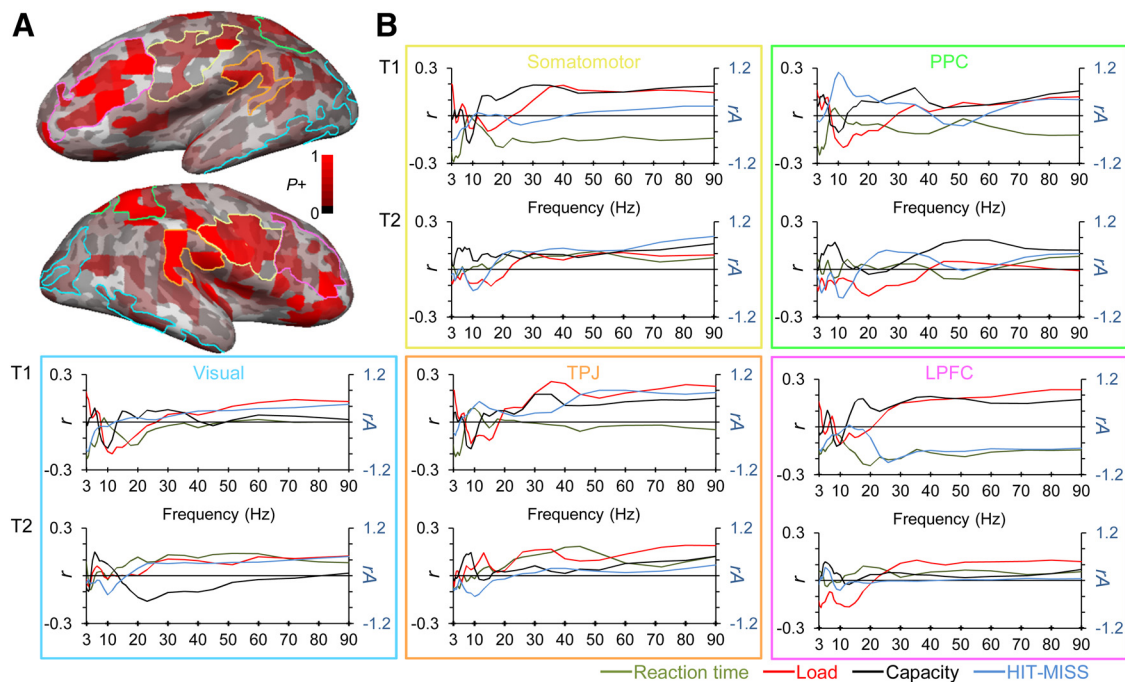 A
B
P+
1
0
T1
Somatomotor
PPC
0.3
1.2
0.3
1.2
r
rA
r
rA
-0.3
-1.2
-0.3
-1.2
3 10 20 30 40 50 60 70 80 90
3 10 20 30 40 50 60 70 80 90
Frequency (Hz)
Frequency (Hz)
T2
0.3
1.2
0.3
1.2
r
rA
r
rA
-0.3
-1.2
-0.3
-1.2
3 10 20 30 40 50 60 70 80 90
3 10 20 30 40 50 60 70 80 90
T1
Visual
TPJ
LPFC
0.3
1.2
0.3
1.2
0.3
1.2
r
rA
r
rA
r
rA
-0.3
-1.2
-0.3
-1.2
-0.3
-1.2
3 10 20 30 40 50 60 70 80 90
3 10 20 30 40 50 60 70 80 90
3 10 20 30 40 50 60 70 80 90
Frequency (Hz)
Frequency (Hz)
Frequency (Hz)
T2
0.3
1.2
0.3
1.2
0.3
1.2
r
rA
r
rA
r
rA
-0.3
-1.2
-0.3
-1.2
-0.3
-1.2
3 10 20 30 40 50 60 70 80 90
3 10 20 30 40 50 60 70 80 90
3 10 20 30 40 50 60 70 80 90
Reaction time Load Capacity HIT-MISS